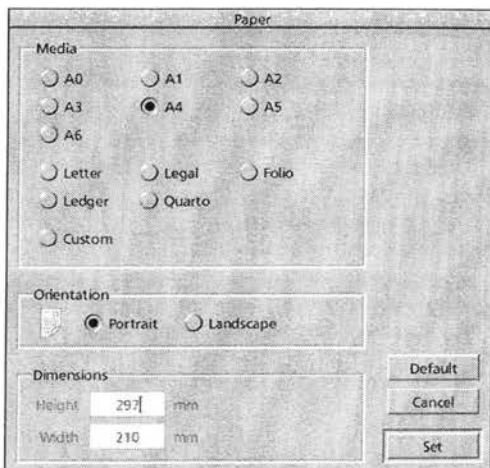 Paper
Media
A0 A1 A2
A3 A4 A5
A6
Letter Legal Folio
Ledger Quarto
Custom
Orientation
Portrait Landscape
Dimensions
Height 297 mm
Width 210 mm
Default
Cancel
Set